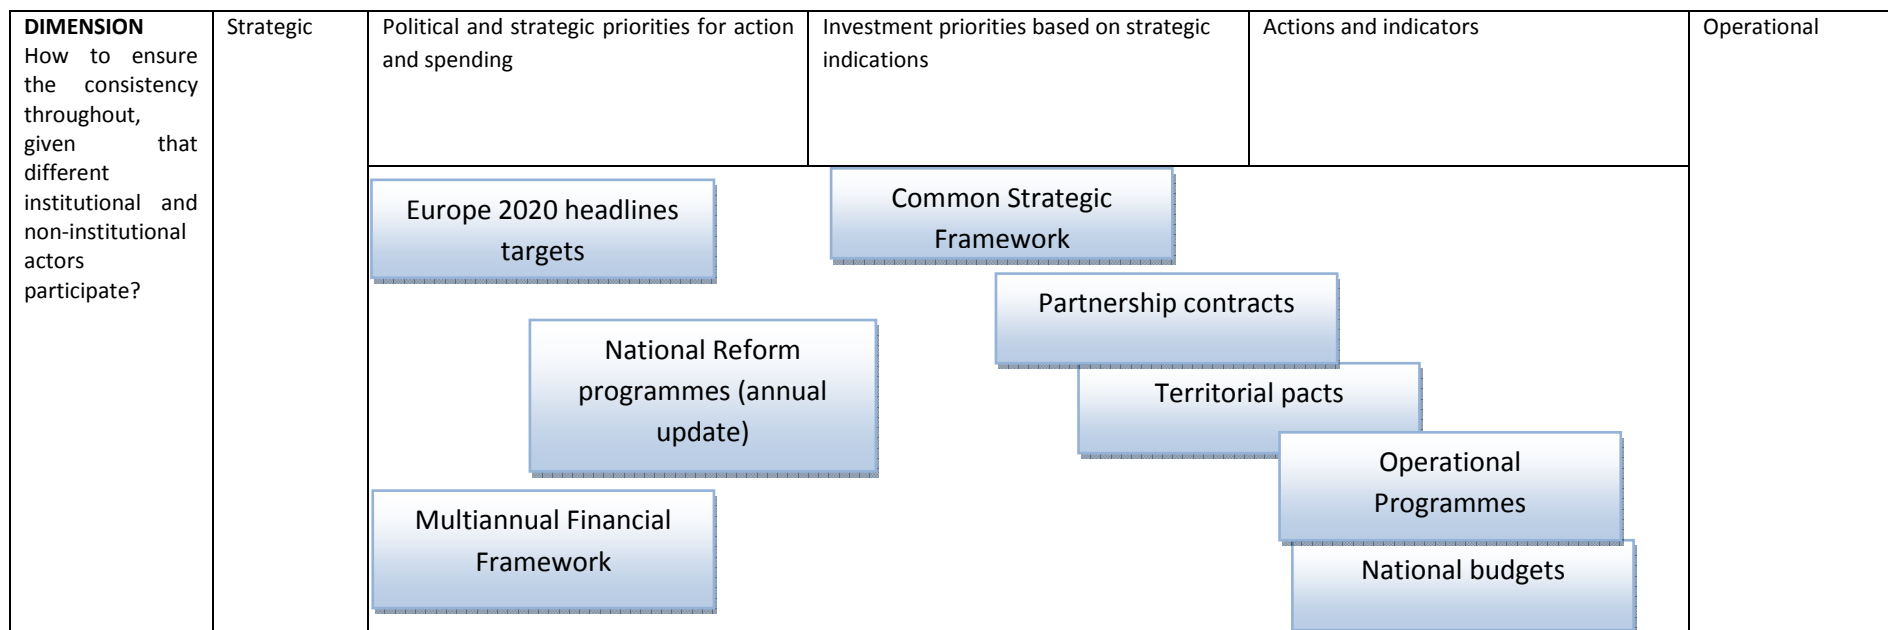 DIMENSION
How to ensure
the consistency
throughout,
given that
different
institutional and
non-institutional
actors
participate?
Strategic
Political and strategic priorities for action
and spending
Investment priorities based on strategic
indications
Actions and indicators
Operational
Europe 2020 headlines
targets
Common Strategic
Framework
Partnership contracts
National Reform
programmes (annual
update)
Territorial pacts
Operational
Programmes
Multiannual Financial
Framework
National budgets